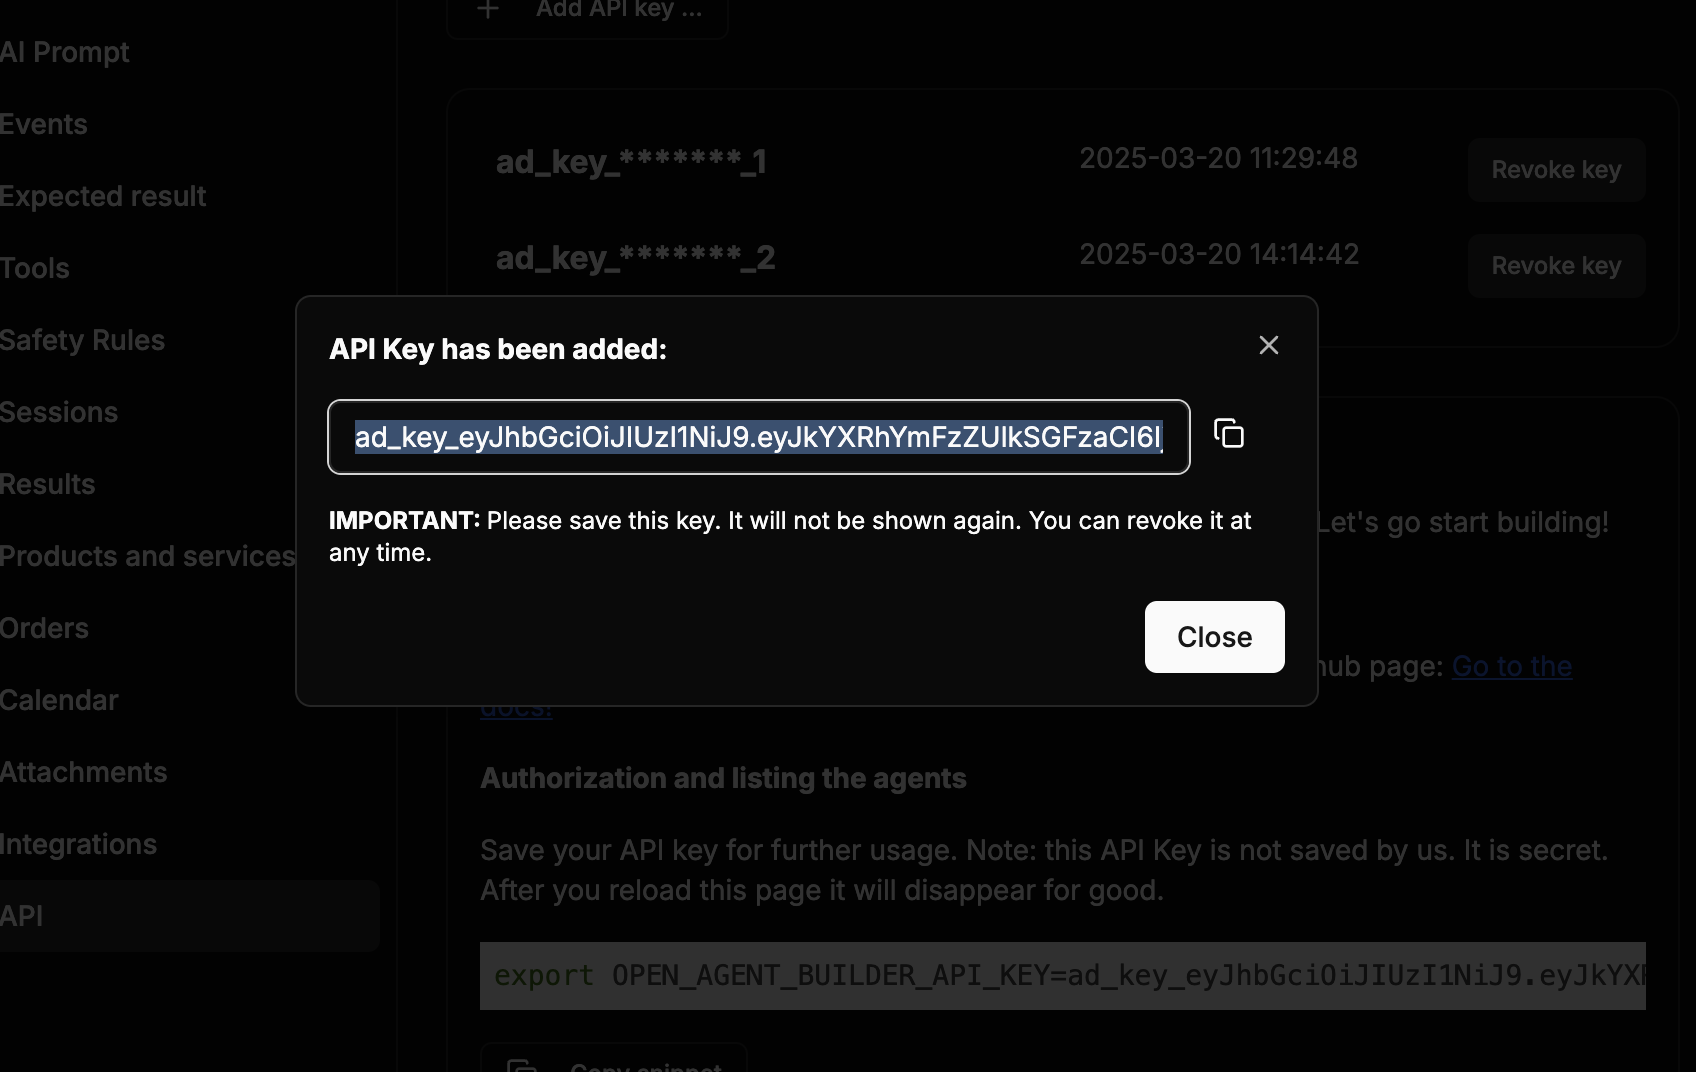 Add API key ...
AI Prompt
Events
Expected result
Tools
Safety Rules
Sessions
Results
Products and services
Orders
Calendar
Attachments
Integrations
API
ad_key_*******_1 2025-03-20 11:29:48 Revoke key
ad_key_*******_2 2025-03-20 14:14:42 Revoke key
API Key has been added:
ad_key_eyJhbGciOiJIUzI1NiJ9.eyJkYXRhYmFzZUlkSGFzaCI6I
IMPORTANT: Please save this key. It will not be shown again. You can revoke it at
any time.
Close
Let's go start building!
hub page: Go to the
docs!
Authorization and listing the agents
Save your API key for further usage. Note: this API Key is not saved by us. It is secret.
After you reload this page it will disappear for good.
export OPEN_AGENT_BUILDER_API_KEY=ad_key_eyJhbGciOiJIUzI1NiJ9.eyJkYXR
Copy snippet